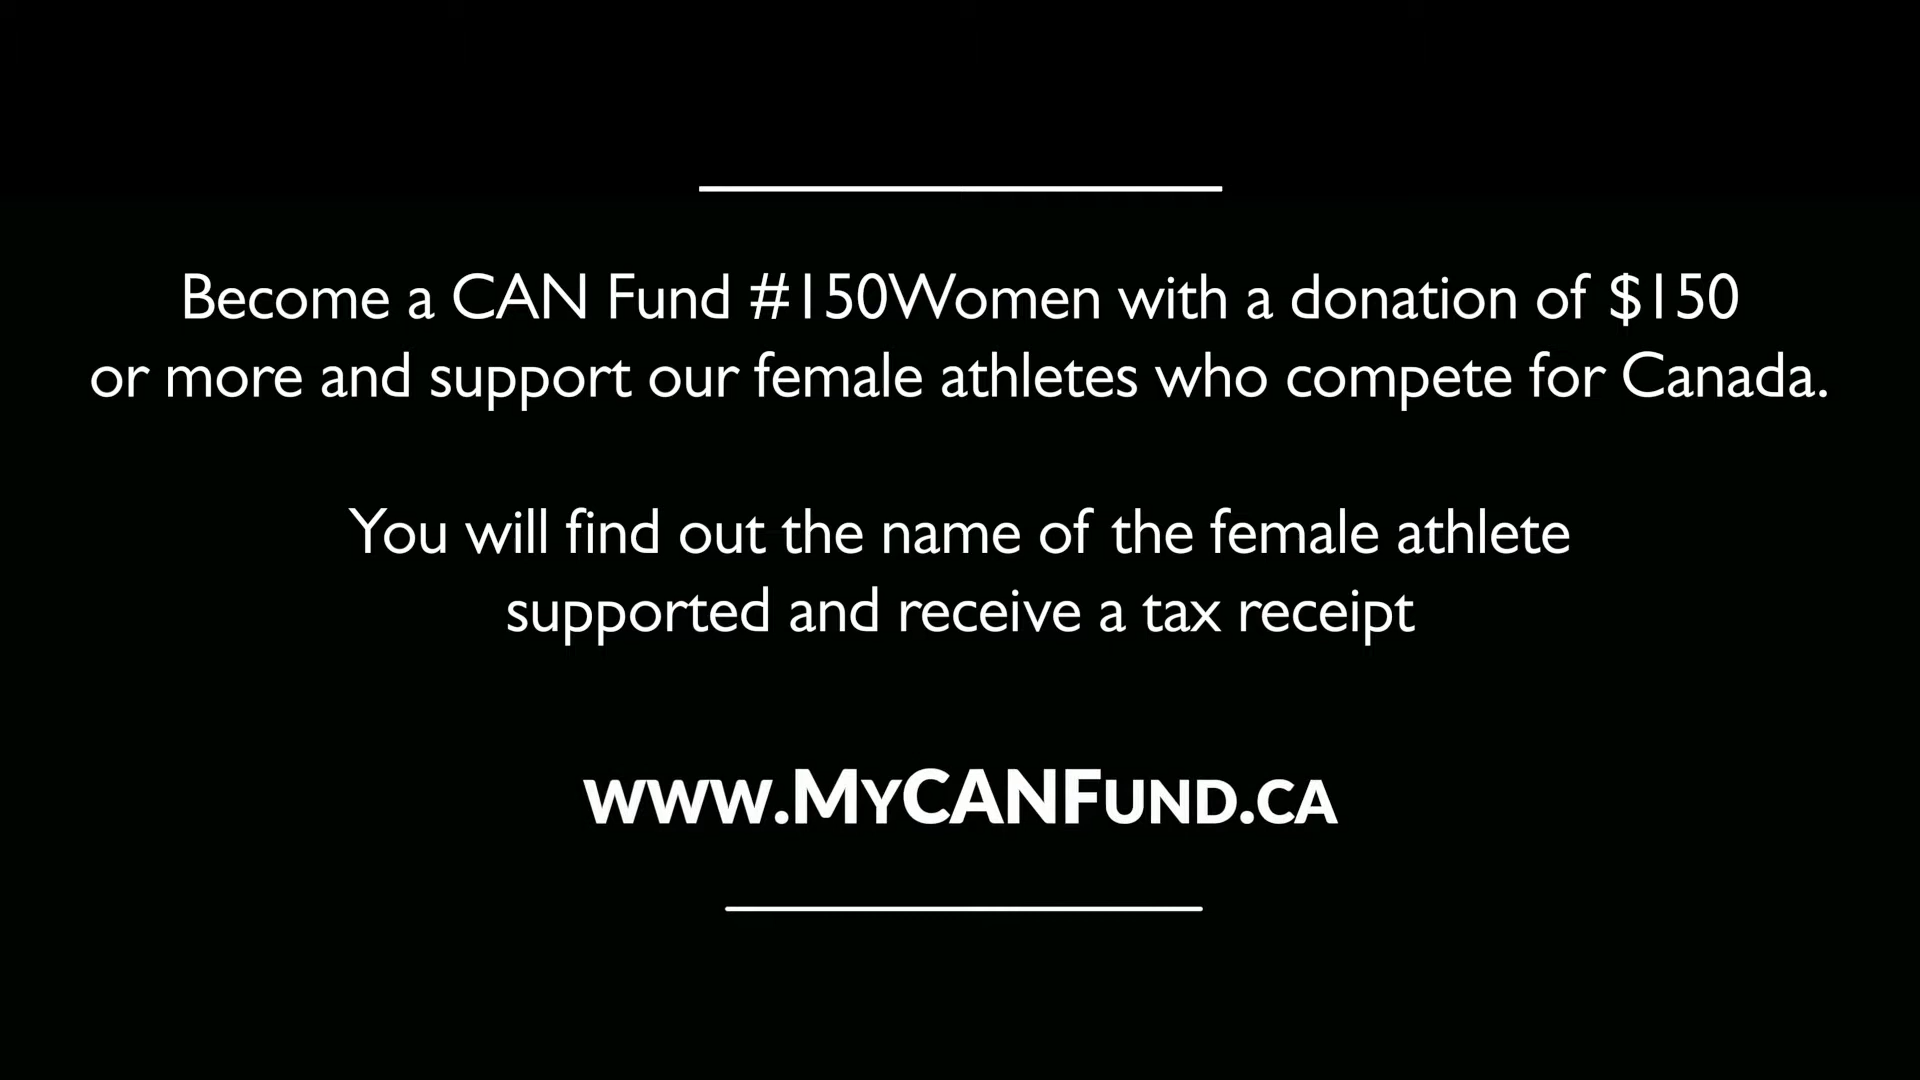 Become a CAN Fund #150Women with a donation of $150
or more and support our female athletes who compete for Canada.
You will find out the name of the female athlete
supported and receive a tax receipt
www.MyCANFund.ca